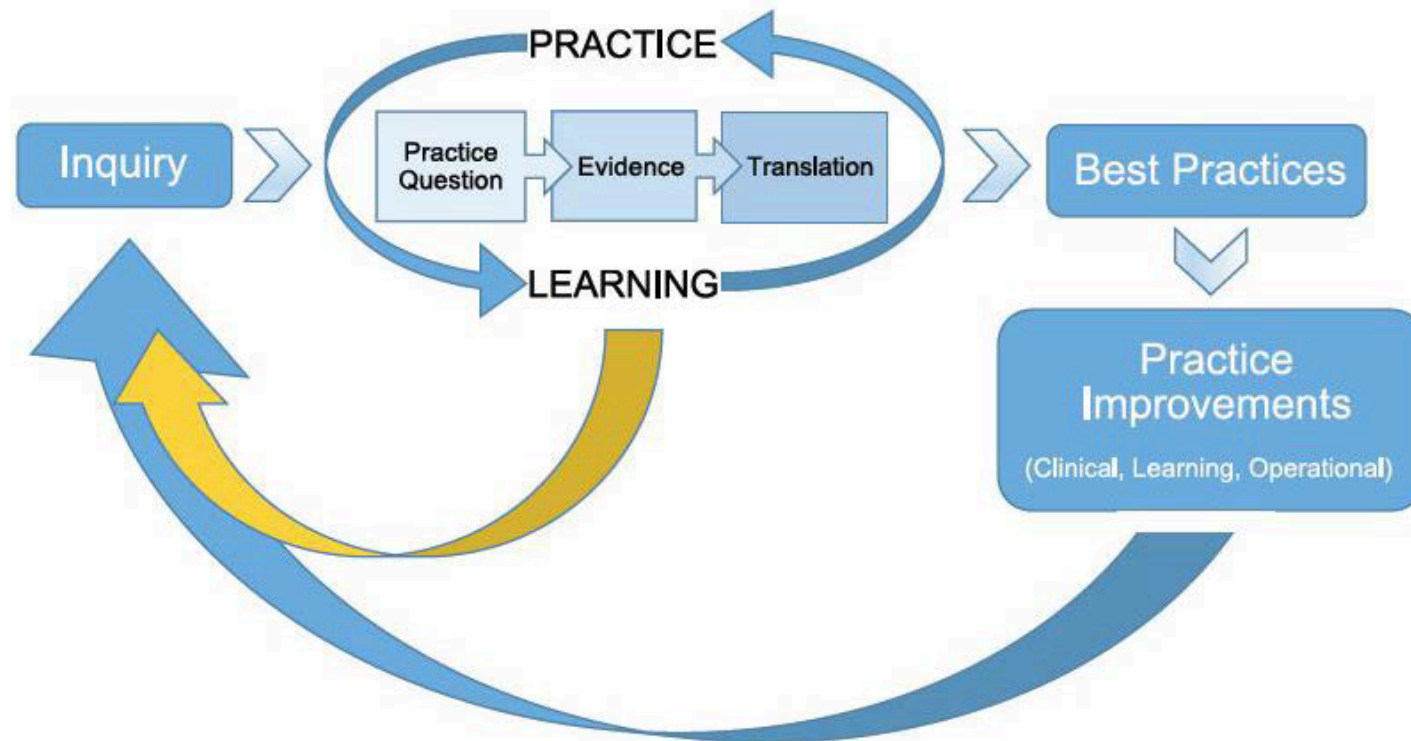 PRACTICE
Inquiry
Practice
Question
Evidence
Translation
LEARNING
Best Practices
Practice
Improvements
(Clinical, Learning, Operational)